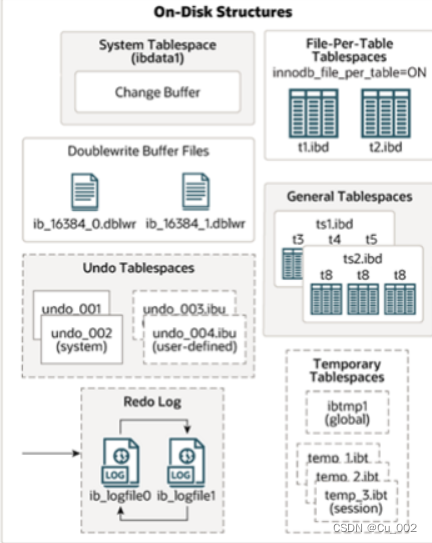 On-Disk Structures
System Tablespace
(ibdata1)
Change Buffer
File-Per-Table
Tablespaces
innodb_file_per_table=ON
t1.ibd t2.ibd
Doublewrite Buffer Files
ib_16384_0.dblwr ib_16384_1.dblwr
General Tablespaces
ts1.ibd
t3 t4 t5
ts2.ibd
t8 t8 t8
Undo Tablespaces
undo_001
undo_002
(system)
undo_003.ibu
undo_004.ibu
(user-defined)
Temporary
Tablespaces
ibtmp1
(global)
temp_1.ibt
temp_2.ibt
temp_3.ibt
(session)
Redo Log
LOG LOG
ib_logfile0 ib_logfile1
CSDN @Cu_002